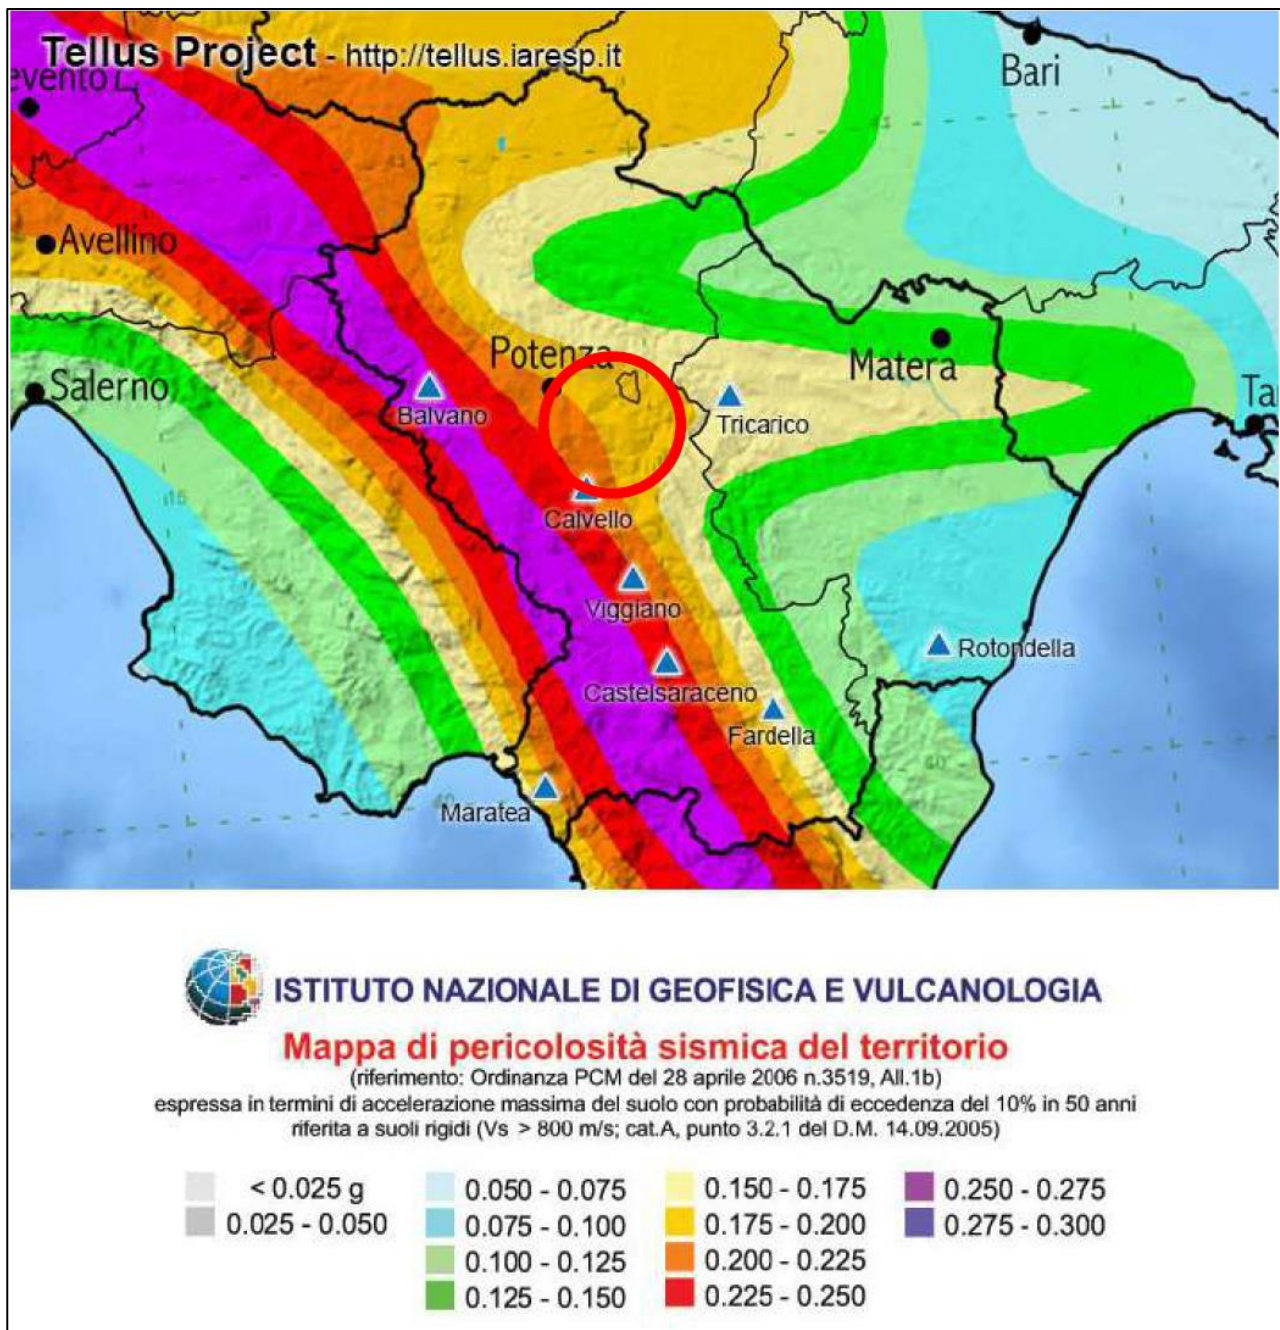 Tellus Project - http://tellus.iaresp.it
evento
Bari
Avellino
Potenza
Matera
Salerno
Balvano
Tricarico
Ta
15
Calvello
Viggiano
Rotondella
Castelsaraceno
Fardella
Maratea
ISTITUTO NAZIONALE DI GEOFISICA E VULCANOLOGIA
Mappa di pericolosità sismica del territorio
(riferimento: Ordinanza PCM del 28 aprile 2006 n.3519, All.1b)
espressa in termini di accelerazione massima del suolo con probabilità di eccedenza del 10% in 50 anni
riferita a suoli rigidi (Vs > 800 m/s; cat.A, punto 3.2.1 del D.M. 14.09.2005)
< 0.025 g
0.025 - 0.050
0.050 - 0.075
0.075 - 0.100
0.100 - 0.125
0.125 - 0.150
0.150 - 0.175
0.175 - 0.200
0.200 - 0.225
0.225 - 0.250
0.250 - 0.275
0.275 - 0.300